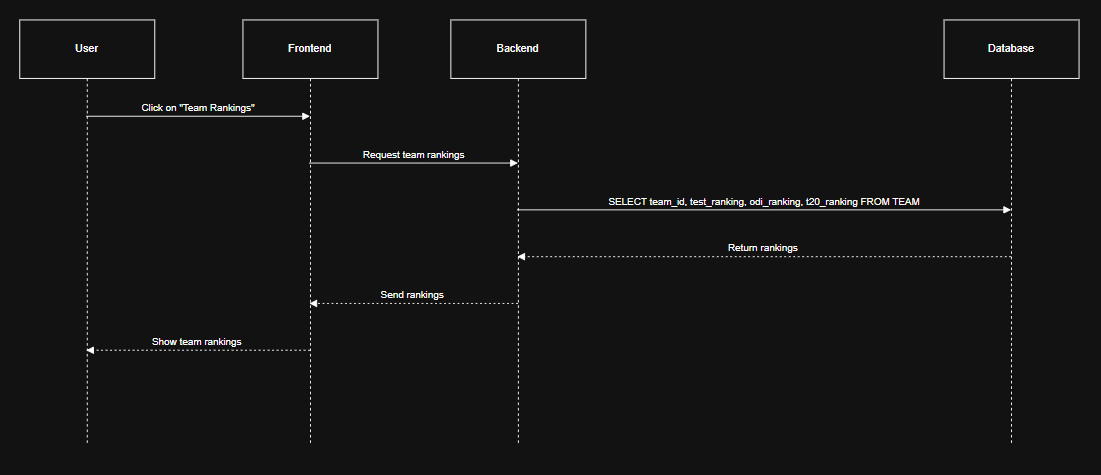 User
Frontend
Backend
Database
Click on "Team Rankings"
Request team rankings
SELECT team_id, test_ranking, odi_ranking, t20_ranking FROM TEAM
Return rankings
Send rankings
Show team rankings